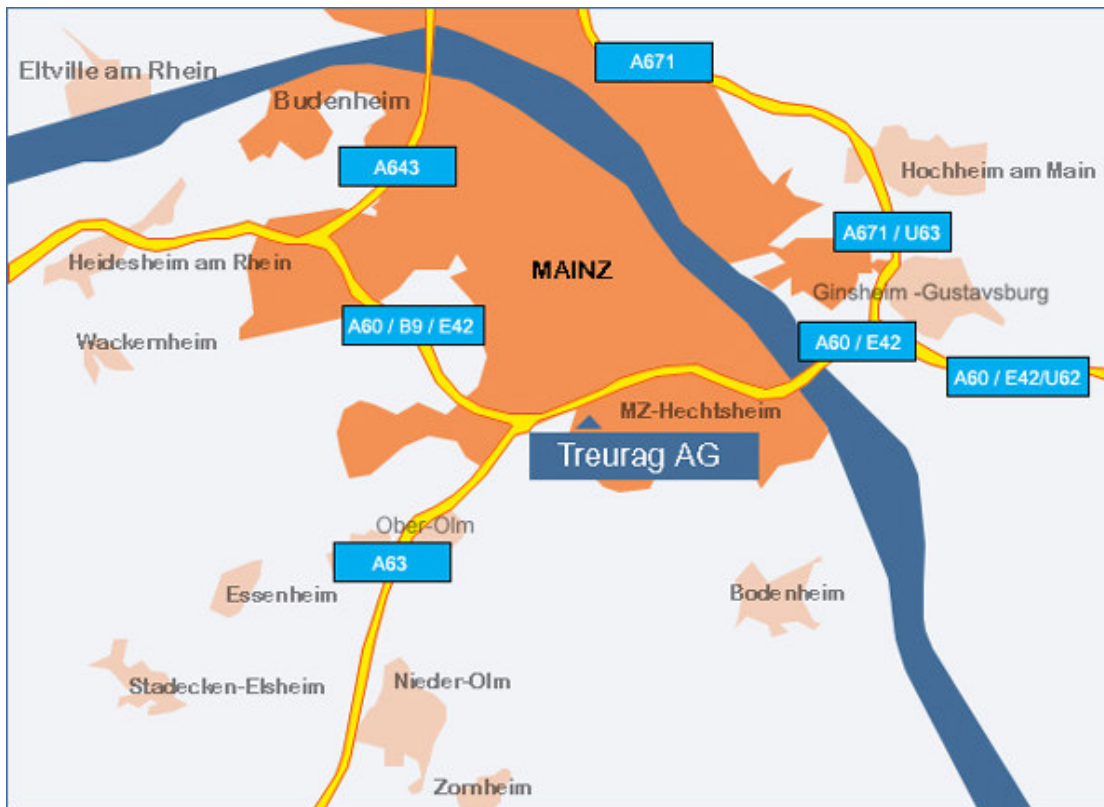 A671
Eltville am Rhein
Budenheim
A643
Hochheim am Main
A671 / U63
Heidesheim am Rhein
MAINZ
Ginsheim -Gustavsburg
A60 / B9 / E42
Wackernheim
A60 / E42
A60 / E42/U62
MZ-Hechtsheim
Treurag AG
Ober-Olm
A63
Essenheim
Bodenheim
Nieder-Olm
Stadecken-Elsheim
Zornheim